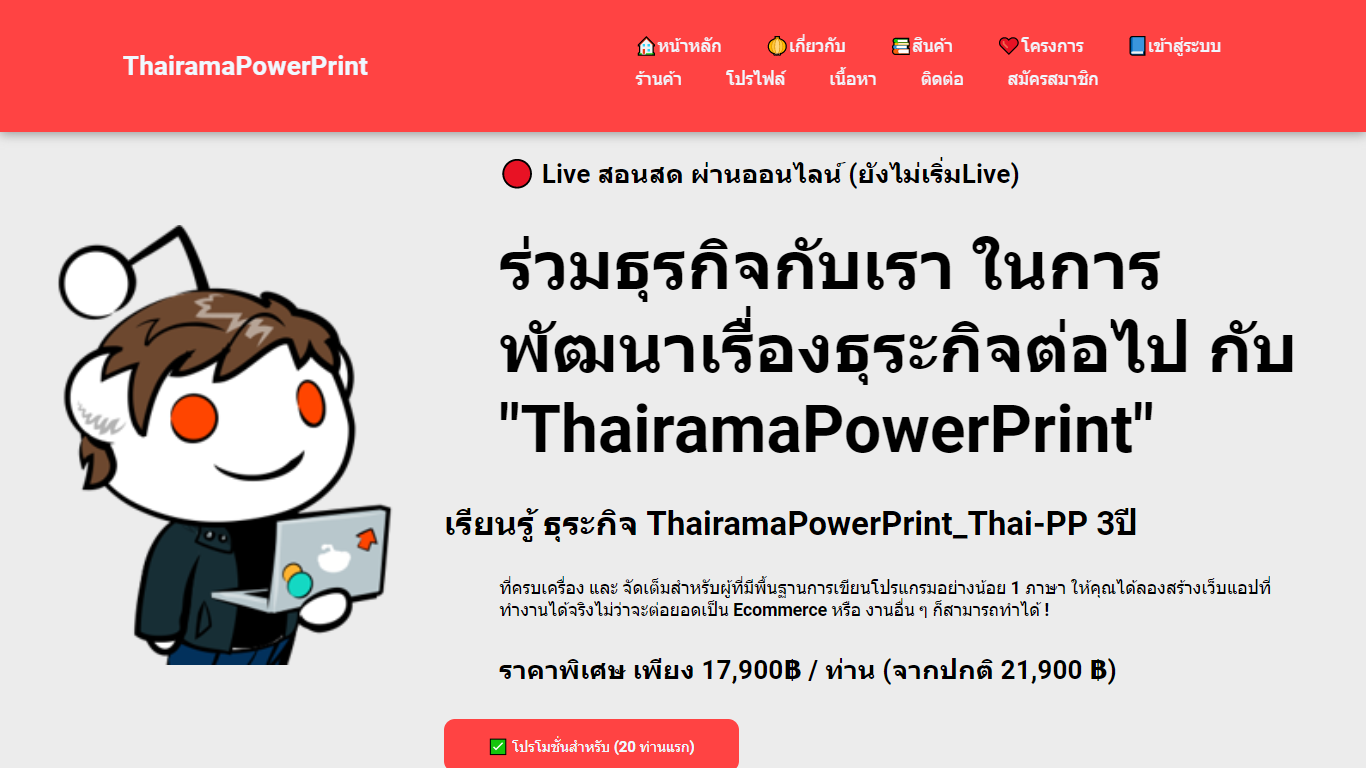 ThairamaPowerPrint
🏠หน้าหลัก เกี่ยวกับ 📚สินค้า ❤️โครงการ 📘เข้าสู่ระบบ
ร้านค้า โปรไฟล์ เนื้อหา ติดต่อ สมัครสมาชิก
🔴 Live สอนสด ผ่านออนไลน์ (ยังไม่เริ่มLive)
ร่วมธุรกิจกับเรา ในการ
พัฒนาเรื่องธุระกิจต่อไป กับ
"ThairamaPowerPrint"
เรียนรู้ ธุระกิจ ThairamaPowerPrint_Thai-PP 3ปี
ที่ครบเครื่อง และ จัดเต็มสำหรับผู้ที่มีพื้นฐานการเขียนโปรแกรมอย่างน้อย 1 ภาษา ให้คุณได้ลองสร้างเว็บแอปที่
ทำงานได้จริงไม่ว่าจะต่อยอดเป็น Ecommerce หรือ งานอื่น ๆ ก็สามารถทำได้ !
ราคาพิเศษ เพียง 17,900฿ / ท่าน (จากปกติ 21,900 ฿)
✅ โปรโมชั่นสำหรับ (20 ท่านแรก)